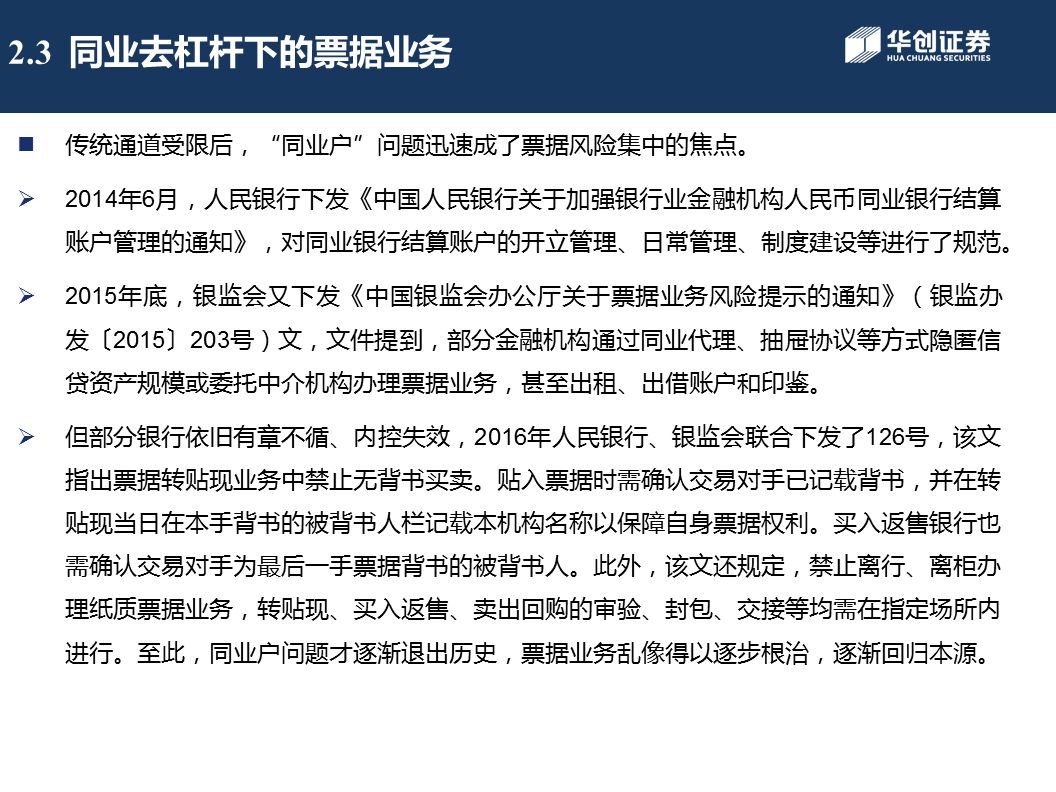 2.3 同业去杠杆下的票据业务
华创证券
HUA CHUANG SECURITIES
■ 传统通道受限后，“同业户”问题迅速成了票据风险集中的焦点。
➢ 2014年6月，人民银行下发《中国人民银行关于加强银行业金融机构人民币同业银行结算
账户管理的通知》，对同业银行结算账户的开立管理、日常管理、制度建设等进行了规范。
➢ 2015年底，银监会又下发《中国银监会办公厅关于票据业务风险提示的通知》（银监办
发〔2015〕203号）文，文件提到，部分金融机构通过同业代理、抽屉协议等方式隐匿信
贷资产规模或委托中介机构办理票据业务，甚至出租、出借账户和印鉴。
➢ 但部分银行依旧有章不循、内控失效，2016年人民银行、银监会联合下发了126号，该文
指出票据转贴现业务中禁止无背书买卖。贴入票据时需确认交易对手已记载背书，并在转
贴现当日在本手背书的被背书人栏记载本机构名称以保障自身票据权利。买入返售银行也
需确认交易对手为最后一手票据背书的被背书人。此外，该文还规定，禁止离行、离柜办
理纸质票据业务，转贴现、买入返售、卖出回购的审验、封包、交接等均需在指定场所内
进行。至此，同业户问题才逐渐退出历史，票据业务乱像得以逐步根治，逐渐回归本源。